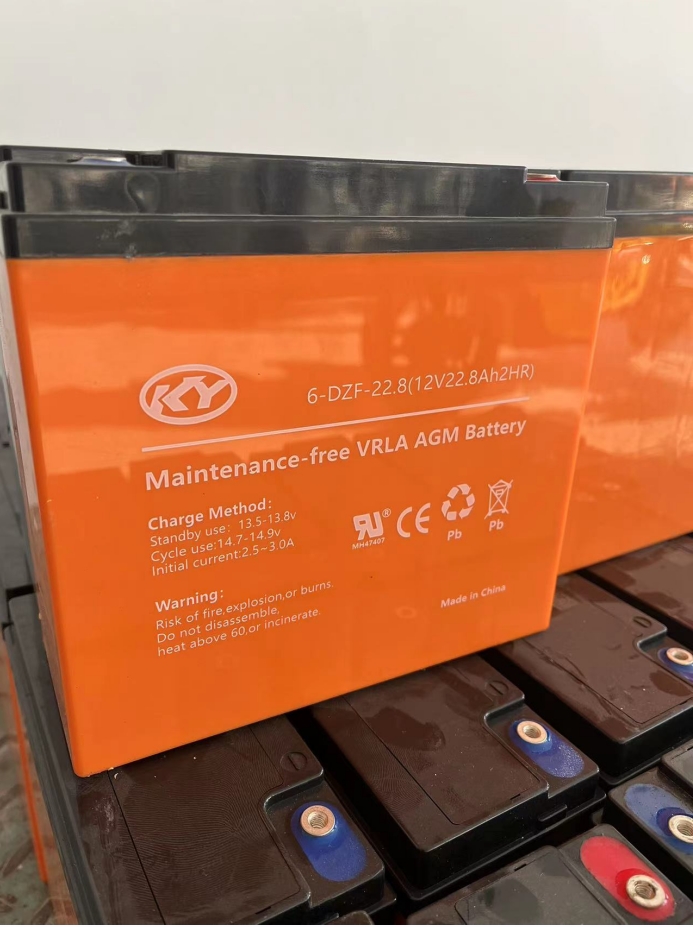 KY
6-DZF-22.8(12V22.8Ah2HR)
Maintenance-free VRLA AGM Battery
Charge Method:
Standby use: 13.5-13.8v
Cycle use:14.7-14.9v
Initial current:2.5~3.0A
RU® CE
MH47407
Pb Pb
Warning:
Risk of fire,explosion,or burns.
Do not disassemble,
heat above 60,or incinerate.
Made in China